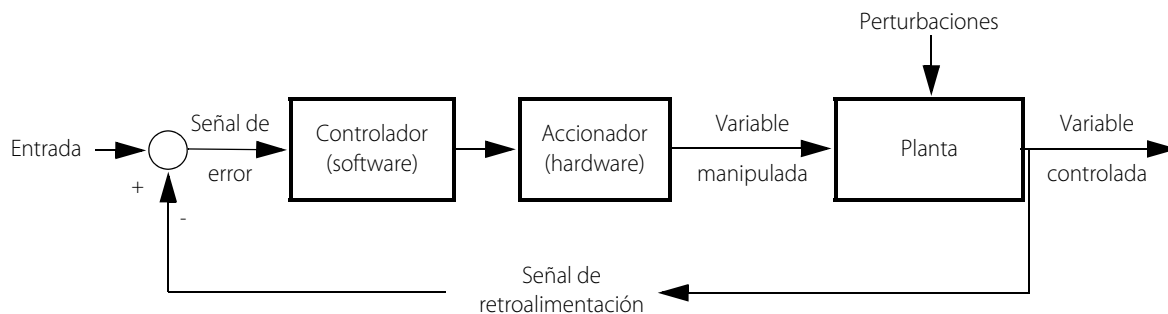 Perturbaciones
Entrada
+
-
Señal de
error
Controlador
(software)
Accionador
(hardware)
Variable
manipulada
Planta
Variable
controlada
Señal de
retroalimentación